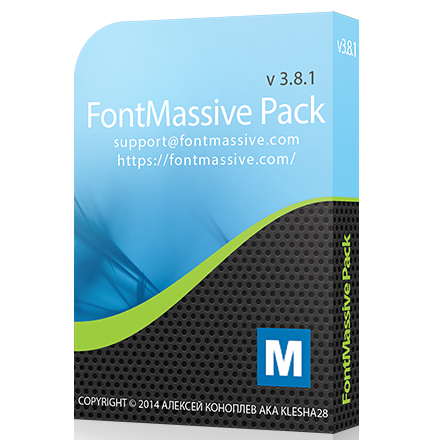 v 3.8.1
FontMassive Pack
support@fontmassive.com
https://fontmassive.com/
M
COPYRIGHT © 2014 АЛЕКСЕЙ КОНОПЛЕВ AKA KLESHA28
v3.8.1
FontMassive Pack